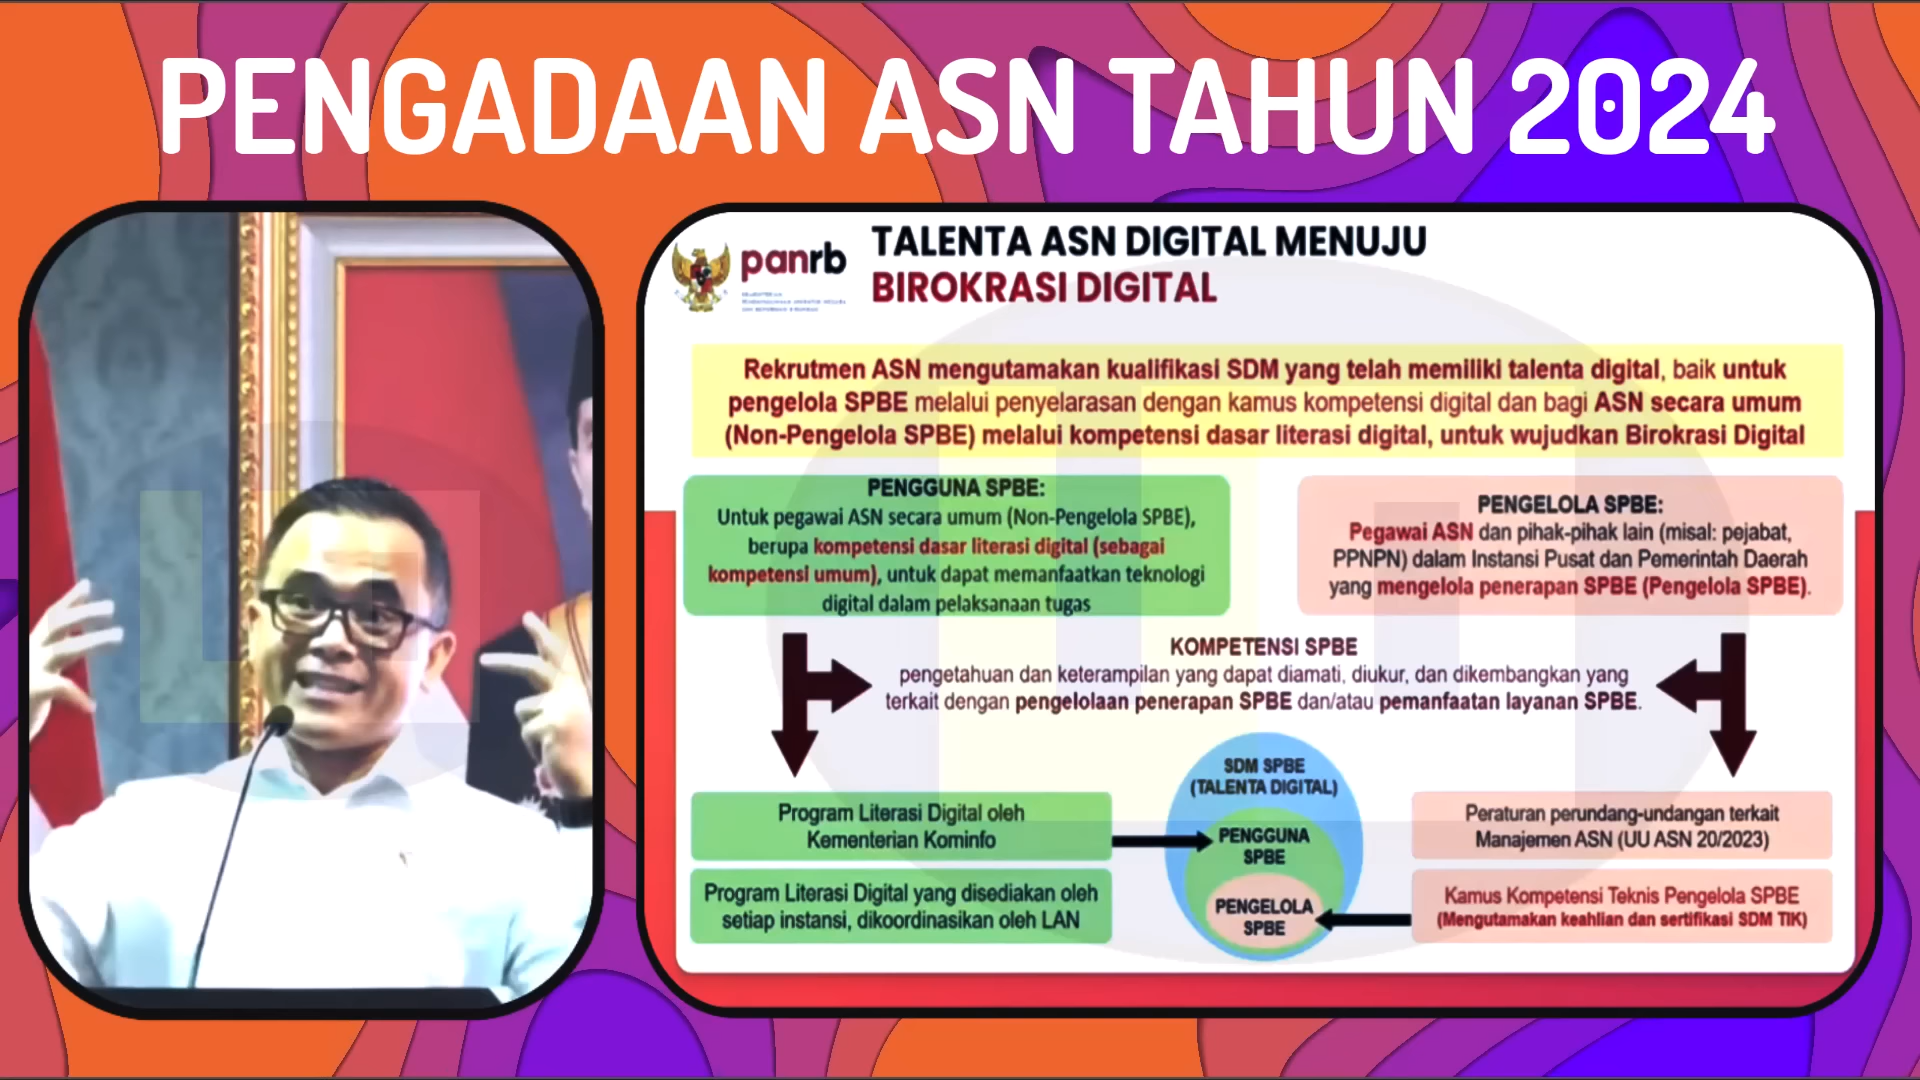 PENGADAAN ASN TAHUN 2024
panrb
TALENTA ASN DIGITAL MENUJU
BIROKRASI DIGITAL
Rekrutmen ASN mengutamakan kualifikasi SDM yang telah memiliki talenta digital, baik untuk
pengelola SPBE melalui penyelarasan dengan kamus kompetensi digital dan bagi ASN secara umum
(Non-Pengelola SPBE) melalui kompetensi dasar literasi digital, untuk wujudkan Birokrasi Digital
PENGGUNA SPBE:
Untuk pegawai ASN secara umum (Non-Pengelola SPBE),
berupa kompetensi dasar literasi digital (sebagai
kompetensi umum), untuk dapat memanfaatkan teknologi
digital dalam pelaksanaan tugas
PENGELOLA SPBE:
Pegawai ASN dan pihak-pihak lain (misal: pejabat,
PPNPN) dalam Instansi Pusat dan Pemerintah Daerah
yang mengelola penerapan SPBE (Pengelola SPBE).
KOMPETENSI SPBE
pengetahuan dan keterampilan yang dapat diamati, diukur, dan dikembangkan yang
terkait dengan pengelolaan penerapan SPBE dan/atau pemanfaatan layanan SPBE.
Program Literasi Digital oleh
Kementerian Kominfo
Program Literasi Digital yang disediakan oleh
setiap instansi, dikoordinasikan oleh LAN
SDM SPBE
(TALENTA DIGITAL)
PENGGUNA
SPBE
PENGELOLA
SPBE
Peraturan perundang-undangan terkait
Manajemen ASN (UU ASN 20/2023)
Kamus Kompetensi Teknis Pengelola SPBE
(Mengutamakan keahlian dan sertifikasi SDM TIK)